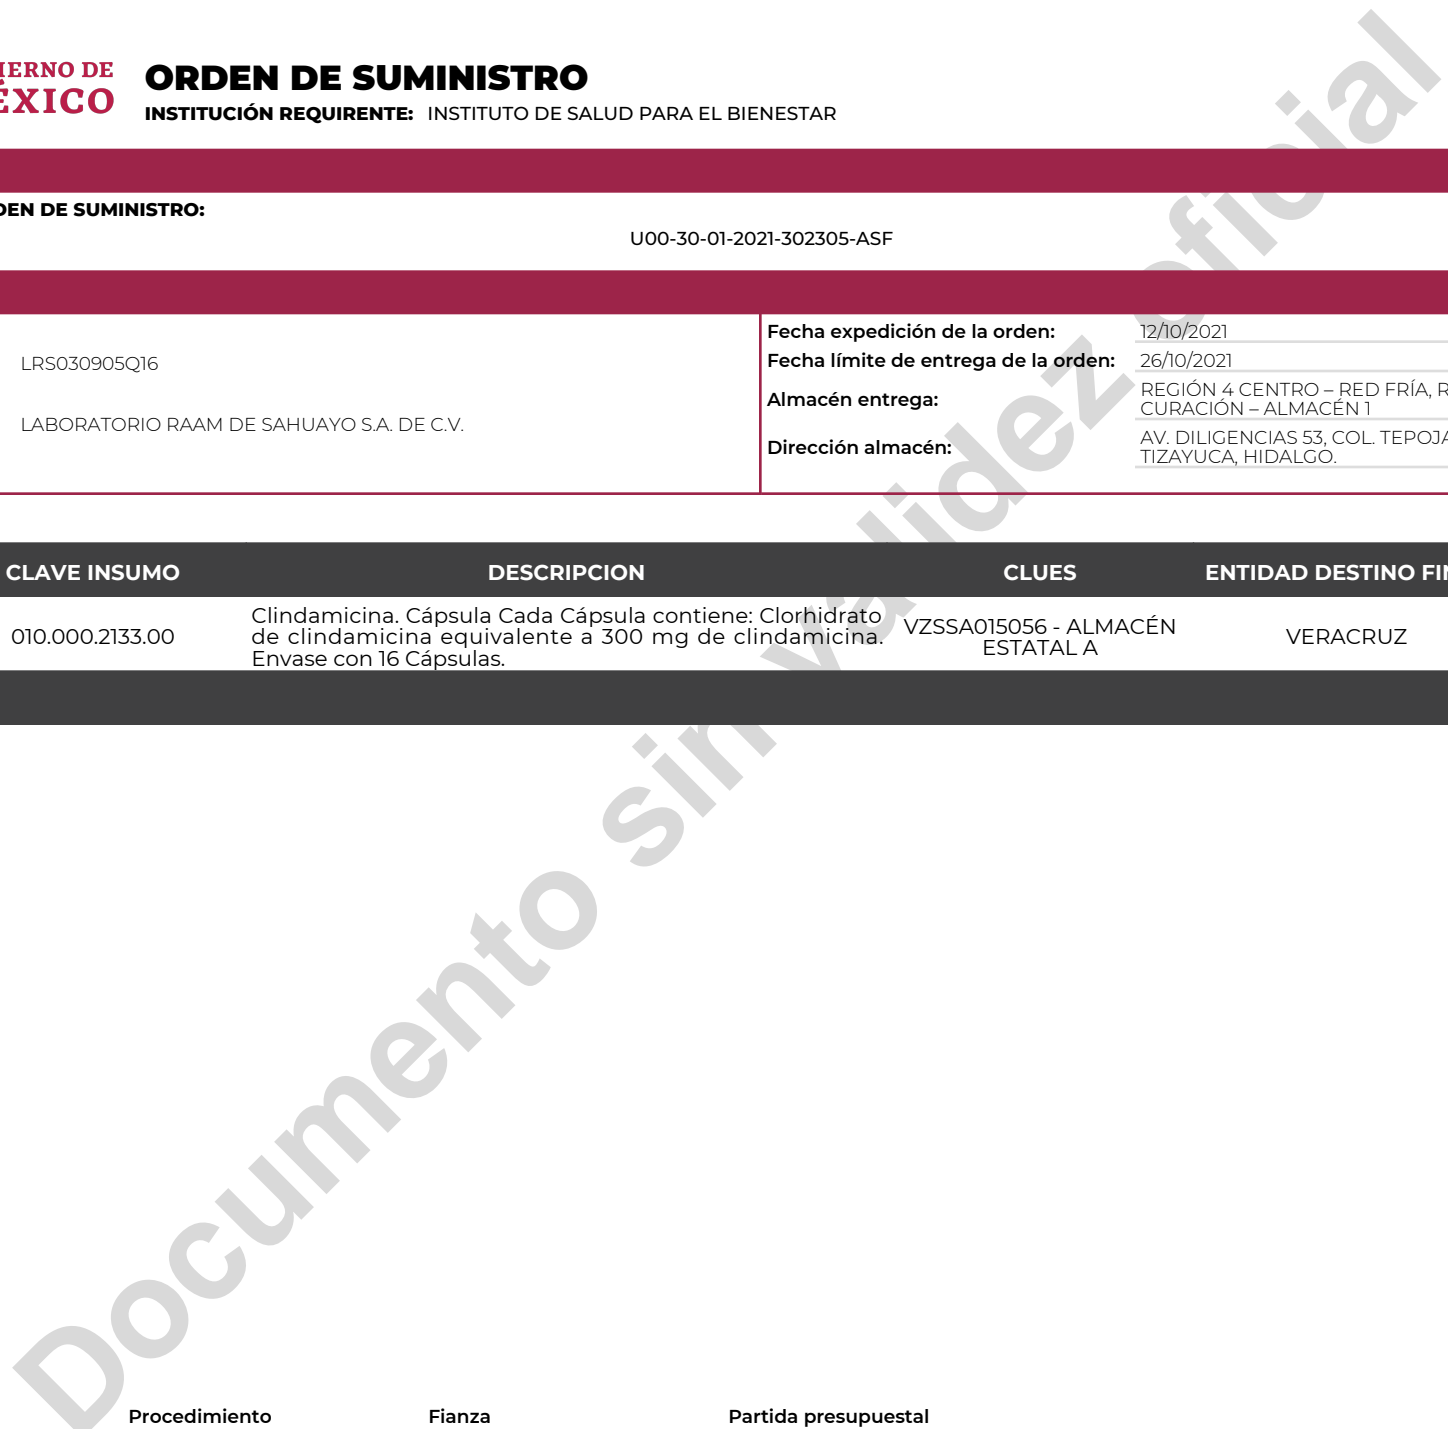 IERNO DE
ÉXICO
ORDEN DE SUMINISTRO
INSTITUCIÓN REQUIRENTE: INSTITUTO DE SALUD PARA EL BIENESTAR
DEN DE SUMINISTRO:
U00-30-01-2021-302305-ASF
LRS030905Q16
LABORATORIO RAAM DE SAHUAYO S.A. DE C.V.
Fecha expedición de la orden: 12/10/2021
Fecha límite de entrega de la orden: 26/10/2021
Almacén entrega: REGIÓN 4 CENTRO – RED FRÍA, R
CURACIÓN – ALMACÉN 1
Dirección almacén: AV. DILIGENCIAS 53, COL. TEPOJA
TIZAYUCA, HIDALGO.
CLAVE INSUMO DESCRIPCION CLUES ENTIDAD DESTINO FIN
010.000.2133.00
Clindamicina. Cápsula Cada Cápsula contiene: Clorhidrato
de clindamicina equivalente a 300 mg de clindamicina.
Envase con 16 Cápsulas.
VZSSA015056 - ALMACÉN
ESTATAL A
VERACRUZ
Documento sin validez oficial
Procedimiento Fianza Partida presupuestal